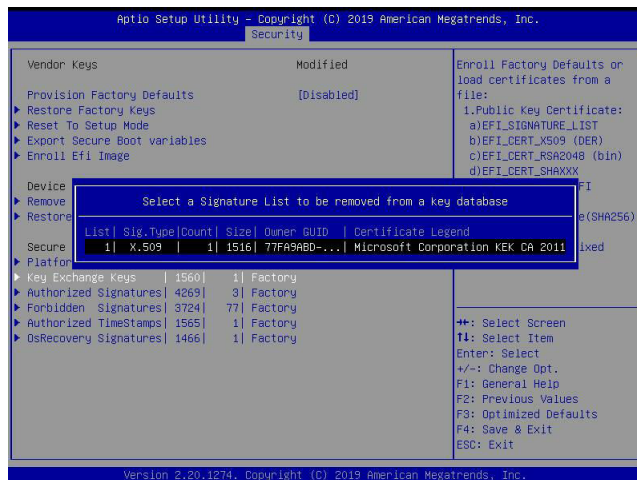 Aptio Setup Utility – Copyright (C) 2019 American Megatrends, Inc.
Security
Vendor Keys Modified
Provision Factory Defaults [Disabled]
Restore Factory Keys
Reset To Setup Mode
Export Secure Boot variables
Enroll Efi Image
Device
Remove
Restore
Secure
Platfor
Key Exchange Keys | 1560| 1| Factory
Authorized Signatures| 4269| 3| Factory
Forbidden Signatures| 3724| 77| Factory
Authorized TimeStamps| 1565| 1| Factory
OsRecovery Signatures| 1466| 1| Factory
Select a Signature List to be removed from a key database
List| Sig.Type|Count| Size| Owner GUID | Certificate Legend
1| X.509 | 1| 1516| 77FA9ABD-...| Microsoft Corporation KEK CA 2011
Enroll Factory Defaults or
load certificates from a
file:
1.Public Key Certificate:
a)EFI_SIGNATURE_LIST
b)EFI_CERT_X509 (DER)
c)EFI_CERT_RSA2048 (bin)
d)EFI_CERT_SHAXXX
FI
e(SHA256)
ixed
→←: Select Screen
↑↓: Select Item
Enter: Select
+/-: Change Opt.
F1: General Help
F2: Previous Values
F3: Optimized Defaults
F4: Save & Exit
ESC: Exit
Version 2.20.1274. Copyright (C) 2019 American Megatrends, Inc.